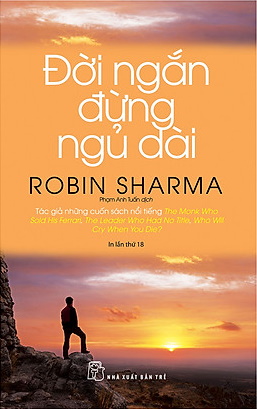 Đời ngắn
đừng
ngủ dài
ROBIN SHARMA
Phạm Anh Tuấn dịch
Tác giả những cuốn sách nổi tiếng The Monk Who
Sold His Ferrari, The Leader Who Had No Title, Who Will
Cry When You Die?
In lần thứ 18
NHÀ XUẤT BẢN TRẺ